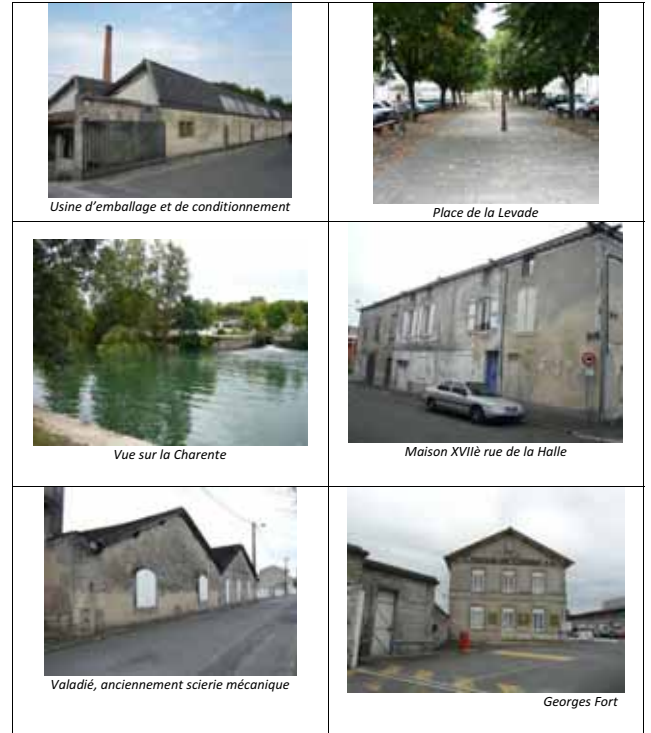 Usine d'emballage et de conditionnement
Place de la Levade
Vue sur la Charente
Maison XVIIè rue de la Halle
Valadié, anciennement scierie mécanique
Georges Fort